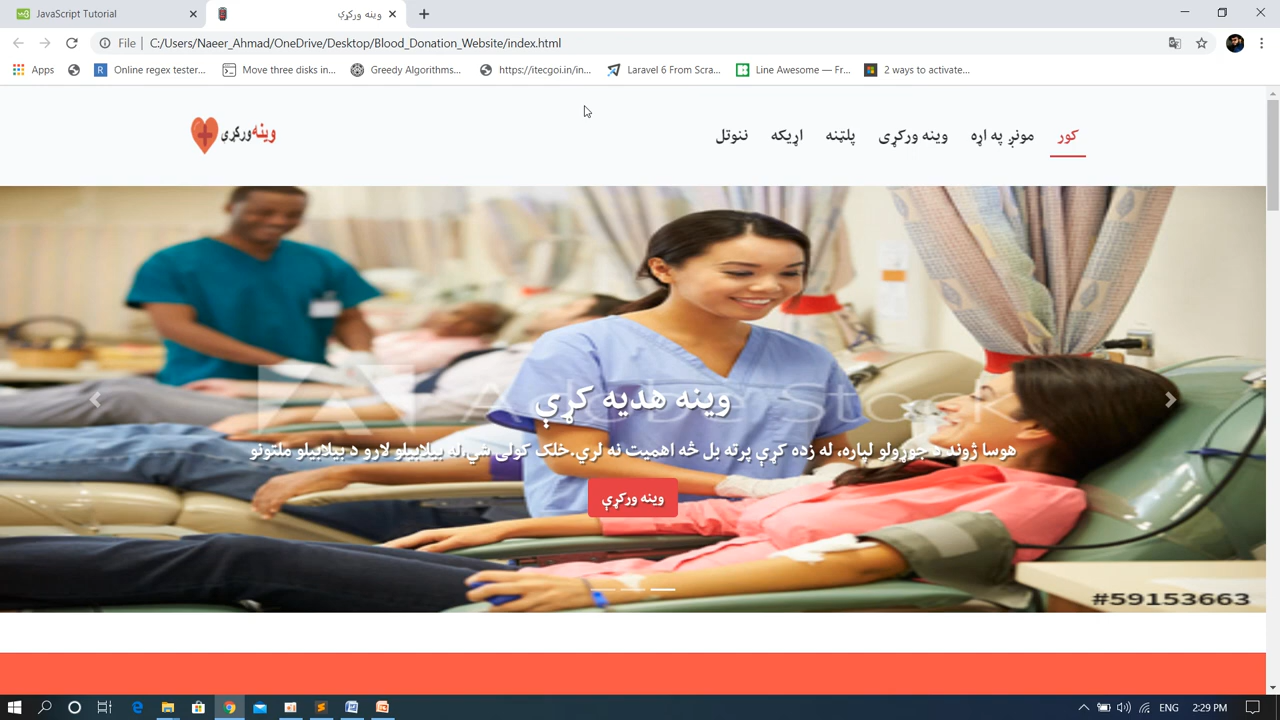 JavaScript Tutorial
وینه ورکړې
File
C:/Users/Naeer_Ahmad/OneDrive/Desktop/Blood_Donation_Website/index.html
Apps
Online regex tester...
Move three disks in...
Greedy Algorithms...
https://itecgoi.in/in...
Laravel 6 From Scra...
Line Awesome — Fr...
2 ways to activate...
وینه ورکړې
کور
مونږ په اړه
وینه ورکړی
پلټنه
اړیکه
ننوتل
Adobe Stock
وینه هدیه کړې
هوسا ژوند د جوړولو لپاره، له زده کړې پرته بل څه اهمیت نه لري.خلک کولی شي،له بیلابیلو لارو د بیلابیلو ملتونو
وینه ورکړې
#59153663
ENG
2:29 PM